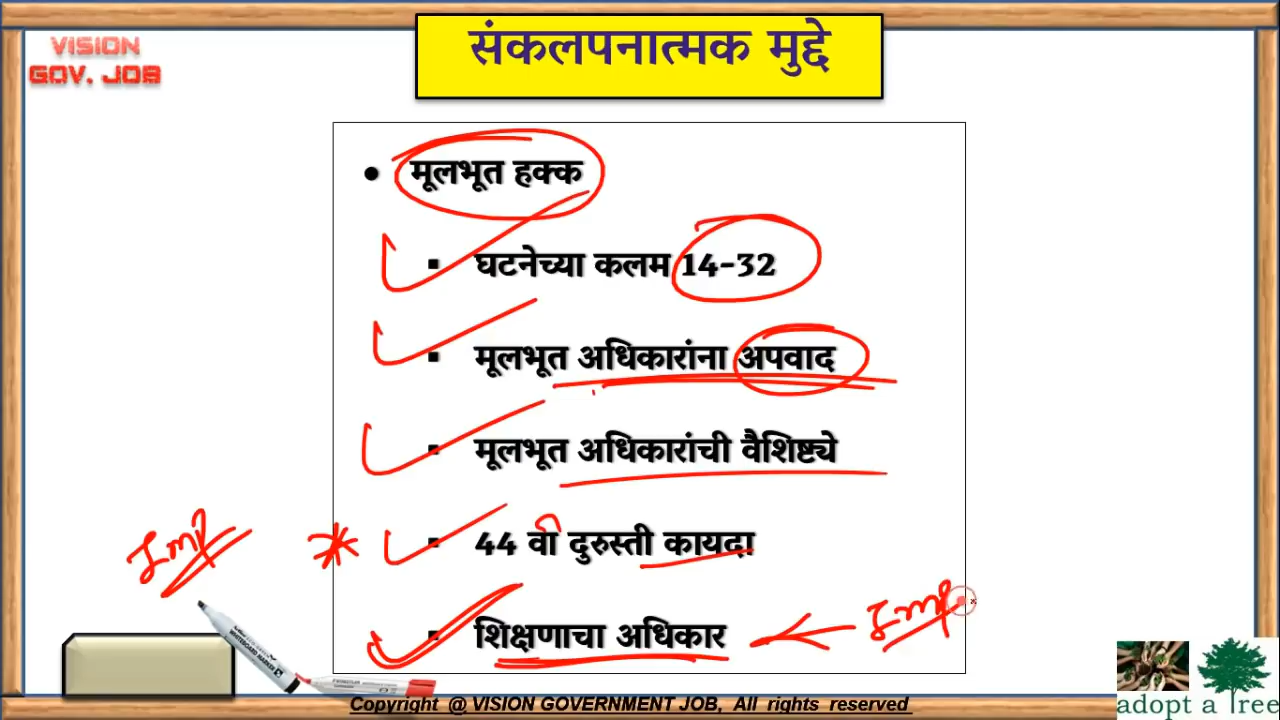 संकलपनात्मक मुद्दे
VISION
GOV. JOB
• मूलभूत हक्क
▪ घटनेच्या कलम 14-32
▪ मूलभूत अधिकारांना अपवाद
▪ मूलभूत अधिकारांची वैशिष्ट्ये
▪ 44 वी दुरुस्ती कायदा
Imp
▪ शिक्षणाचा अधिकार
Imp
Copyright @ VISION GOVERNMENT JOB, All rights reserved
adopt a Tree